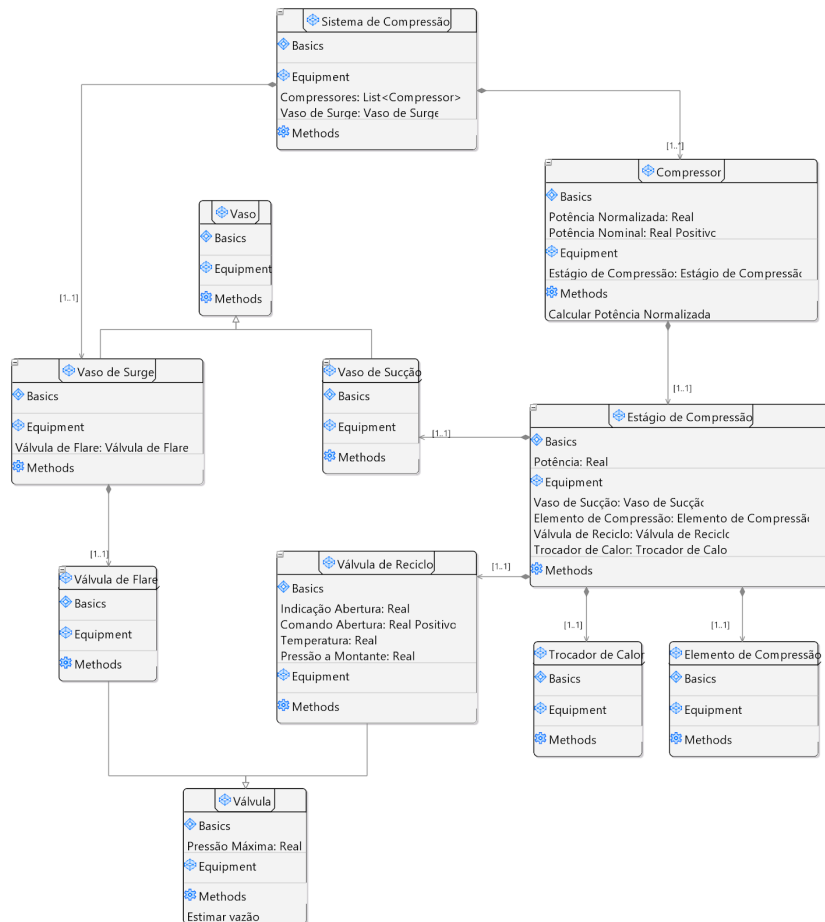 Sistema de Compressão
Basics
Equipment
Compressores: List<Compressor>
Vaso de Surge: Vaso de Surge
Methods
[1..*]
Compressor
Basics
Potência Normalizada: Real
Potência Nominal: Real Positivo
Equipment
Estágio de Compressão: Estágio de Compressão
Methods
Calcular Potência Normalizada
Vaso
Basics
Equipment
Methods
[1..1]
Vaso de Surge
Basics
Equipment
Válvula de Flare: Válvula de Flare
Methods
Vaso de Sucção
Basics
Equipment
Methods
[1..1]
[1..1]
Estágio de Compressão
Basics
Potência: Real
Equipment
Vaso de Sucção: Vaso de Sucção
Elemento de Compressão: Elemento de Compressão
Válvula de Reciclo: Válvula de Reciclo
Trocador de Calor: Trocador de Calo
Methods
[1..1]
Válvula de Flare
Basics
Equipment
Methods
[1..1]
Válvula de Reciclo
Basics
Indicação Abertura: Real
Comando Abertura: Real Positivo
Temperatura: Real
Pressão a Montante: Real
Equipment
Methods
[1..1]
[1..1]
Trocador de Calor
Basics
Equipment
Methods
Elemento de Compressão
Basics
Equipment
Methods
Válvula
Basics
Pressão Máxima: Real
Equipment
Methods
Estimar vazão